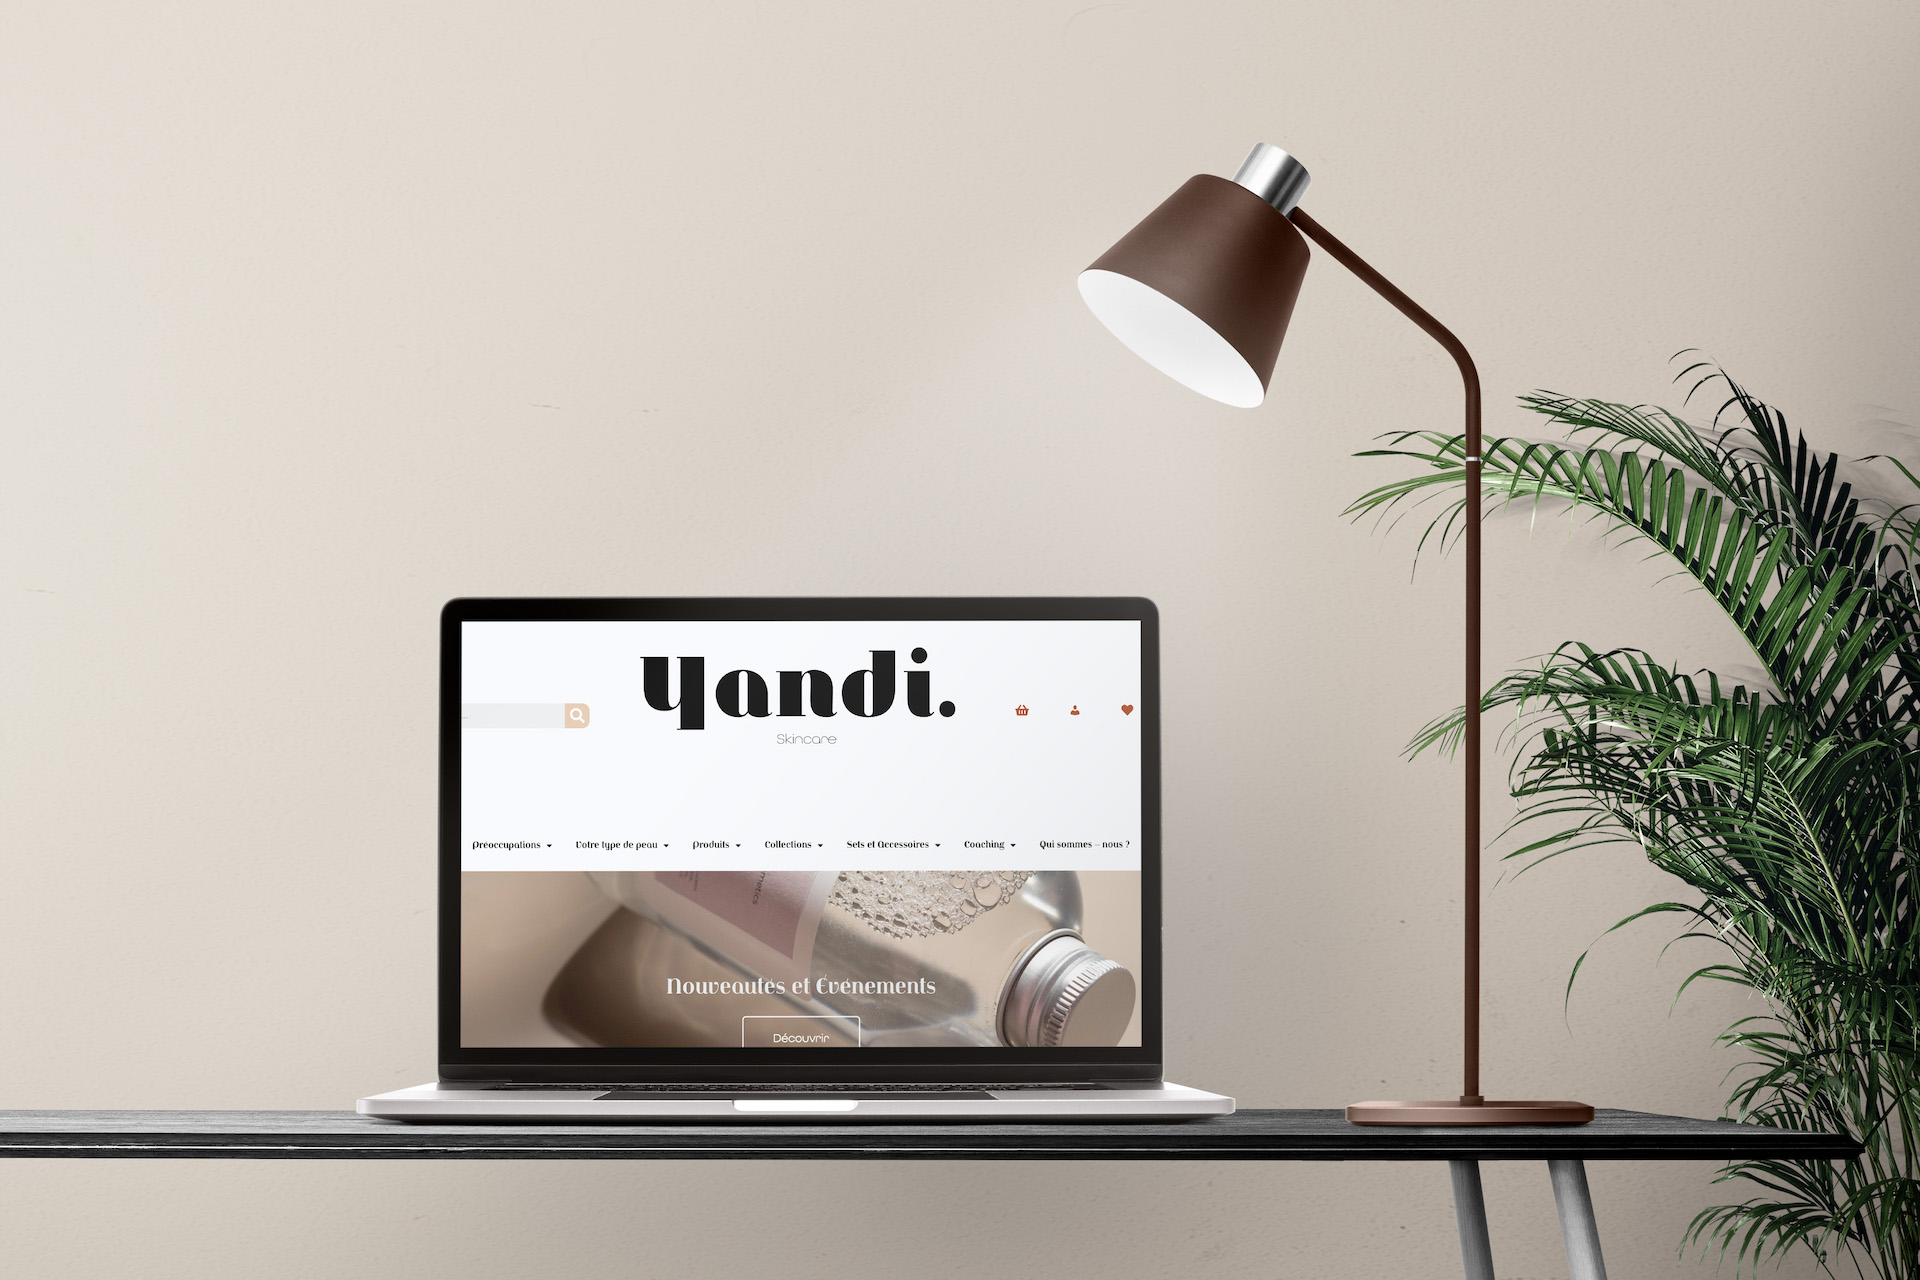 Yandi.
Skincare
Préoccupations
Votre type de peau
Produits
Collections
Sets et Accessoires
Coaching
Qui sommes – nous ?
Nouveautés et Événements
Découvrir